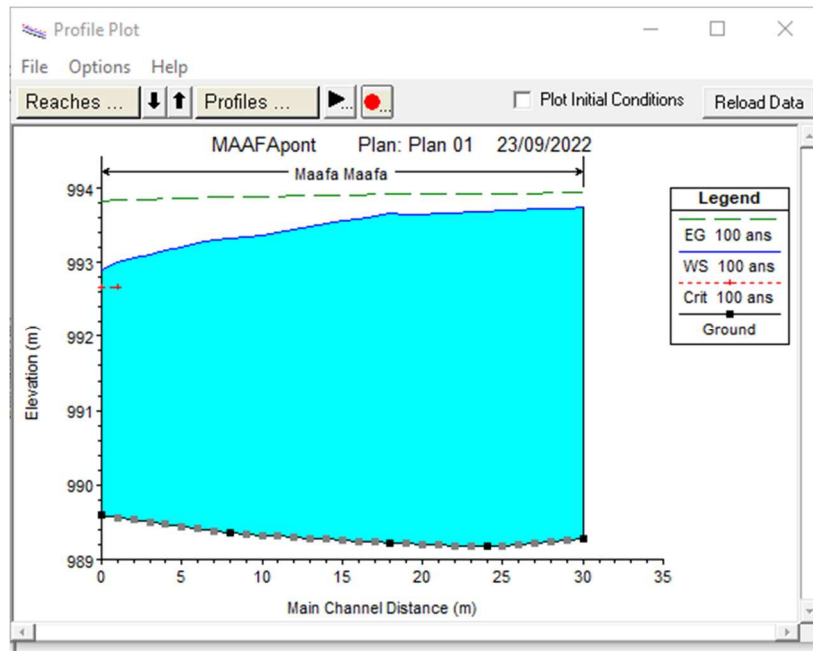 Profile Plot
File Options Help
Reaches ... Profiles ... ... ... Plot Initial Conditions Reload Data
MAAFApont Plan: Plan 01 23/09/2022
Maafa Maafa
994
993
992
991
990
989
Elevation (m)
0 5 10 15 20 25 30 35
Main Channel Distance (m)
Legend
EG 100 ans
WS 100 ans
Crit 100 ans
Ground